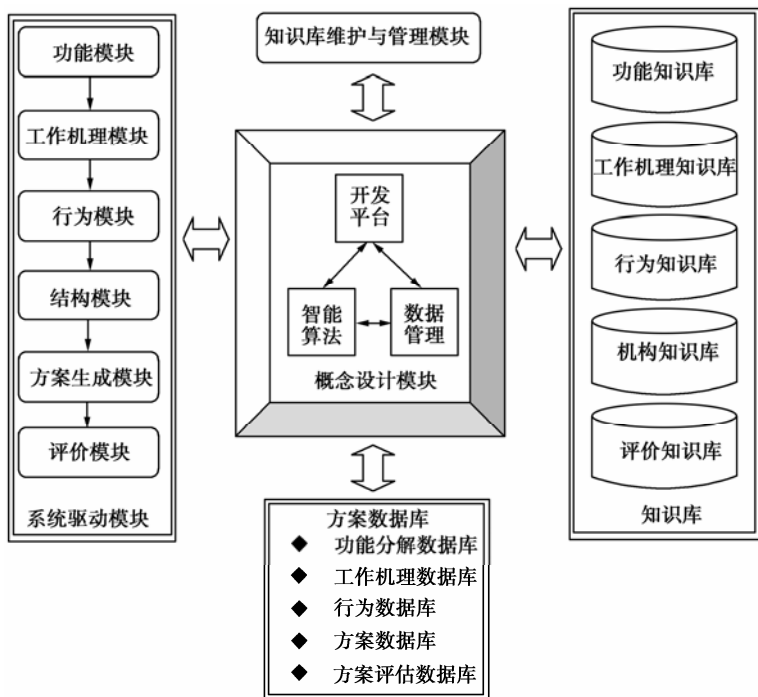 功能模块
工作机理模块
行为模块
结构模块
方案生成模块
评价模块
系统驱动模块
知识库维护与管理模块
开发
平台
智能
算法
数据
管理
概念设计模块
方案数据库
◆ 功能分解数据库
◆ 工作机理数据库
◆ 行为数据库
◆ 方案数据库
◆ 方案评估数据库
功能知识库
工作机理知识库
行为知识库
机构知识库
评价知识库
知识库